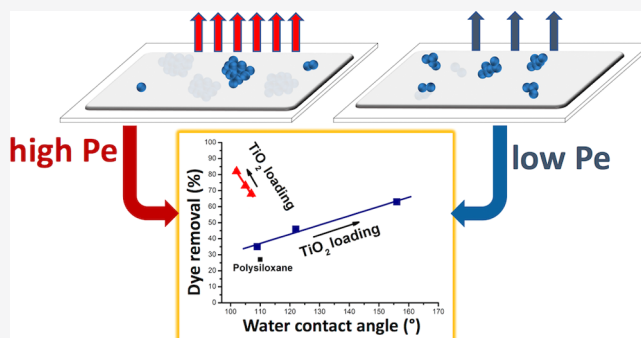 high Pe
low Pe
Dye removal (%)
100
90
80
70
60
50
40
30
20
10
0
TiO2 loading
TiO2 loading
Polysiloxane
100 110 120 130 140 150 160 170
Water contact angle (°)